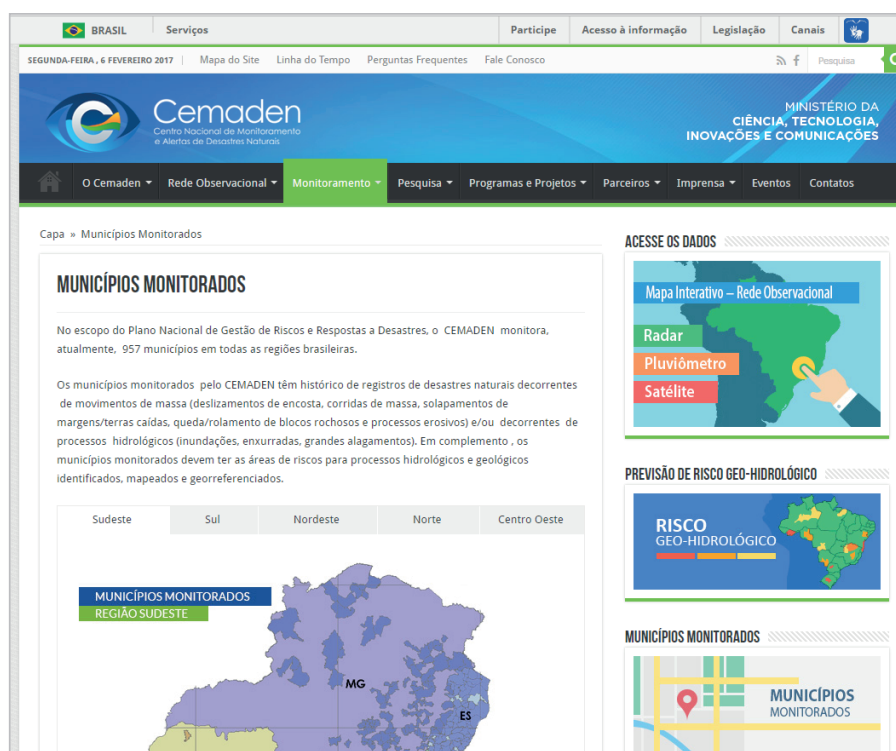 BRASIL Serviços Participe Acesso à informação Legislação Canais
SEGUNDA-FEIRA , 6 FEVEREIRO 2017 | Mapa do Site Linha do Tempo Perguntas Frequentes Fale Conosco Pesquisa
Cemaden
Centro Nacional de Monitoramento
e Alertas de Desastres Naturais
MINISTÉRIO DA
CIÊNCIA, TECNOLOGIA,
INOVAÇÕES E COMUNICAÇÕES
O Cemaden Rede Observacional Monitoramento Pesquisa Programas e Projetos Parceiros Imprensa Eventos Contatos
Capa » Municípios Monitorados
MUNICÍPIOS MONITORADOS
No escopo do Plano Nacional de Gestão de Riscos e Respostas a Desastres, o CEMADEN monitora,
atualmente, 957 municípios em todas as regiões brasileiras.
Os municípios monitorados pelo CEMADEN têm histórico de registros de desastres naturais decorrentes
de movimentos de massa (deslizamentos de encosta, corridas de massa, solapamentos de
margens/terras caídas, queda/rolamento de blocos rochosos e processos erosivos) e/ou decorrentes de
processos hidrológicos (inundações, enxurradas, grandes alagamentos). Em complemento , os
municípios monitorados devem ter as áreas de riscos para processos hidrológicos e geológicos
identificados, mapeados e georreferenciados.
Sudeste Sul Nordeste Norte Centro Oeste
MUNICÍPIOS MONITORADOS
REGIÃO SUDESTE
MG
ES
ACESSE OS DADOS
Mapa Interativo – Rede Observacional
Radar
Pluviômetro
Satélite
PREVISÃO DE RISCO GEO-HIDROLÓGICO
RISCO
GEO-HIDROLÓGICO
MUNICÍPIOS MONITORADOS
MUNICÍPIOS
MONITORADOS